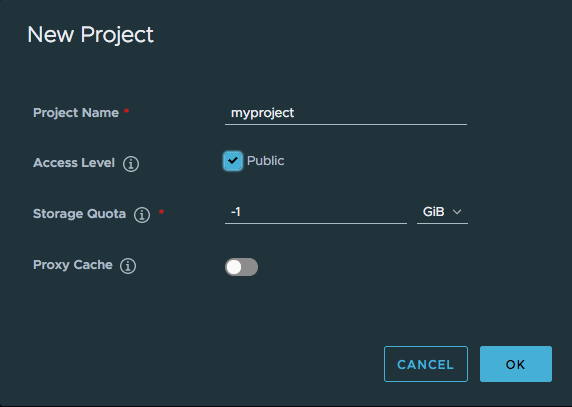 New Project
Project Name *
myproject
Access Level
Public
Storage Quota *
-1 GiB
Proxy Cache
CANCEL OK